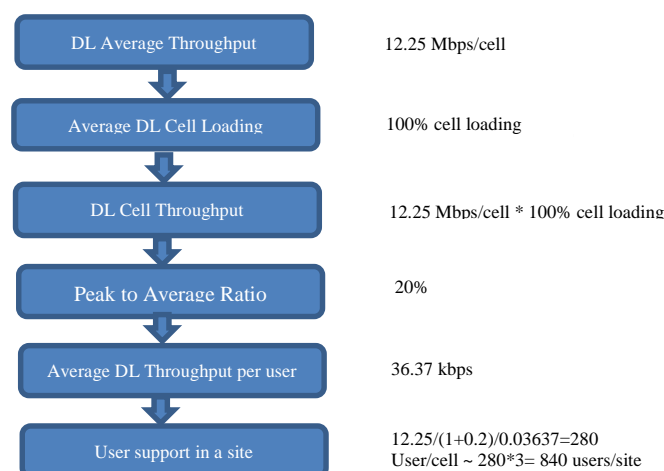 DL Average Throughput
12.25 Mbps/cell
Average DL Cell Loading
100% cell loading
DL Cell Throughput
12.25 Mbps/cell * 100% cell loading
Peak to Average Ratio
20%
Average DL Throughput per user
36.37 kbps
User support in a site
12.25/(1+0.2)/0.03637=280
User/cell ~ 280*3= 840 users/site